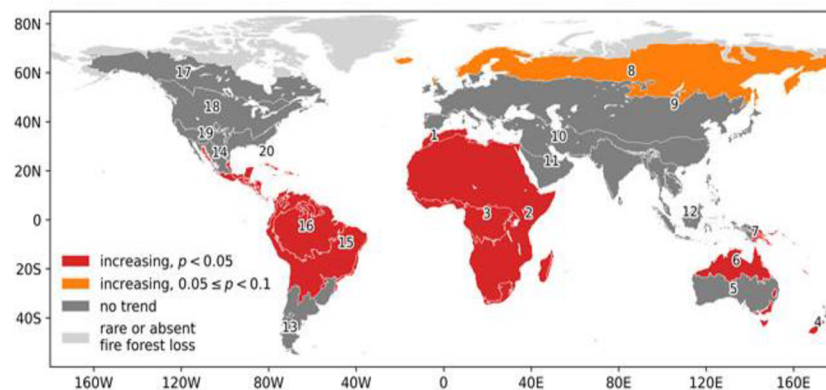 80N
60N
40N
20N
0
20S
40S
17
18
19
14
20
16
15
13
1
3
2
8
9
10
11
12
7
6
5
4
increasing, p < 0.05
increasing, 0.05 ≤ p < 0.1
no trend
rare or absent
fire forest loss
160W 120W 80W 40W 0 40E 80E 120E 160E